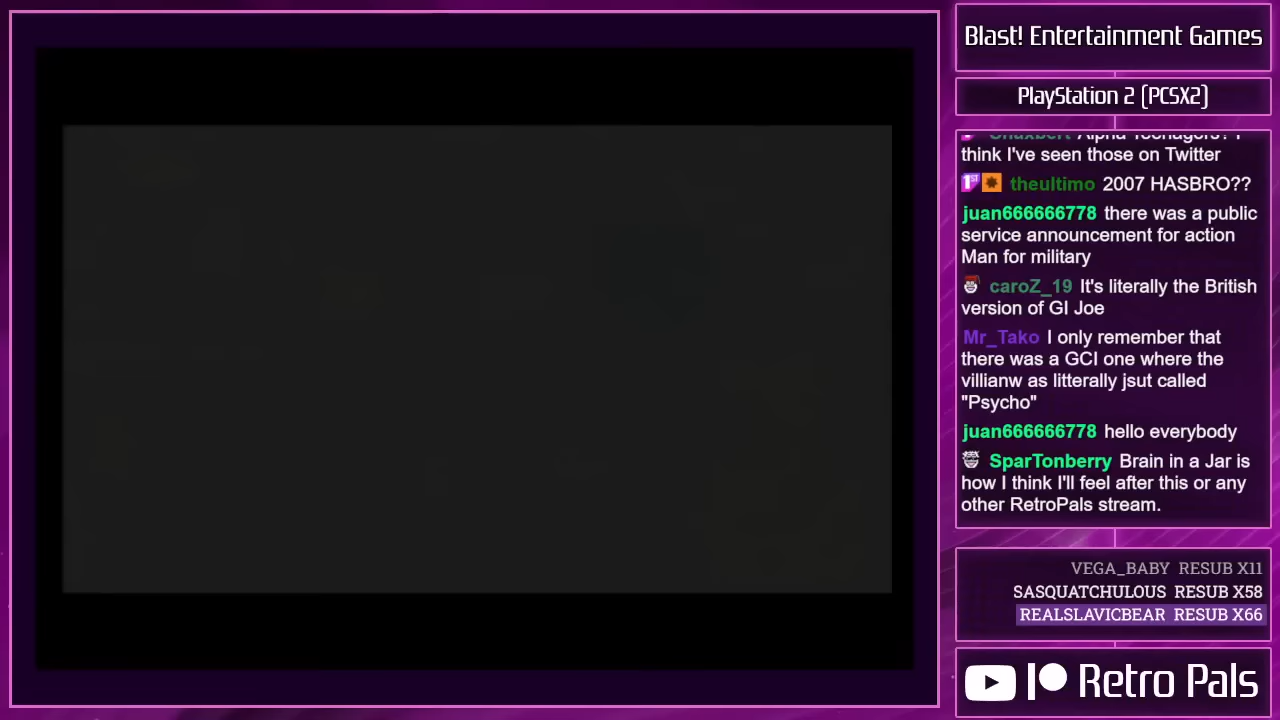 Blast! Entertainment Games
PlayStation 2 (PCSX2)
Shaxbert Alpha Teenagers? I
think I've seen those on Twitter
theultimo 2007 HASBRO??
juan666666778 there was a public
service announcement for action
Man for military
caroZ_19 It's literally the British
version of GI Joe
Mr_Tako I only remember that
there was a GCI one where the
villianw as litterally jsut called
"Psycho"
juan666666778 hello everybody
SparTonberry Brain in a Jar is
how I think I'll feel after this or any
other RetroPals stream.
VEGA_BABY RESUB X11
SASQUATCHULOUS RESUB X58
REALSLAVICBEAR RESUB X66
Retro Pals